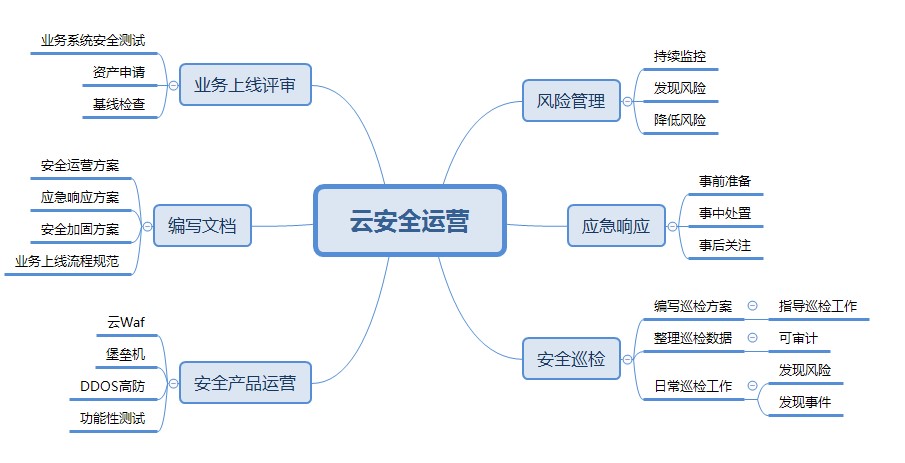 云安全运营
业务上线评审
业务系统安全测试
资产申请
基线检查
编写文档
安全运营方案
应急响应方案
安全加固方案
业务上线流程规范
安全产品运营
云Waf
堡垒机
DDOS高防
功能性测试
风险管理
持续监控
发现风险
降低风险
应急响应
事前准备
事中处置
事后关注
安全巡检
编写巡检方案
指导巡检工作
整理巡检数据
可审计
日常巡检工作
发现风险
发现事件